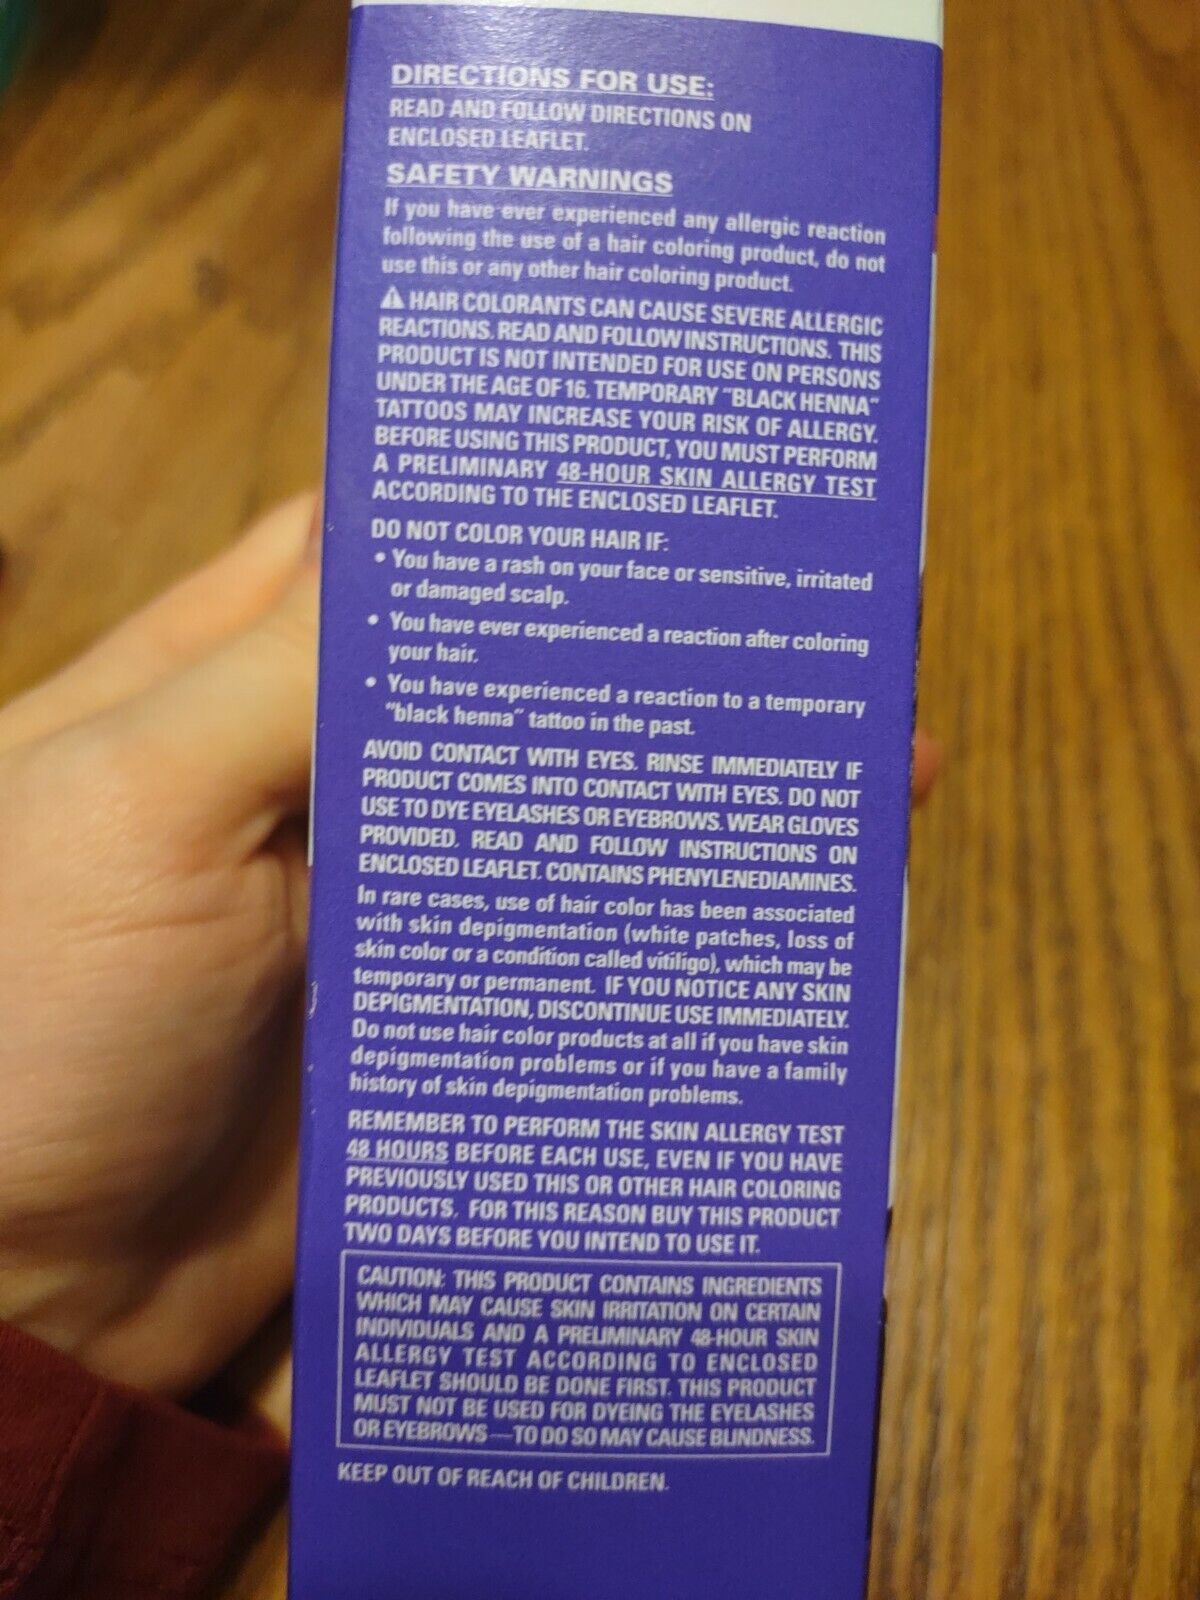 DIRECTIONS FOR USE:
READ AND FOLLOW DIRECTIONS ON
ENCLOSED LEAFLET.
SAFETY WARNINGS
If you have ever experienced any allergic reaction
following the use of a hair coloring product, do not
use this or any other hair coloring product.
⚠ HAIR COLORANTS CAN CAUSE SEVERE ALLERGIC
REACTIONS. READ AND FOLLOW INSTRUCTIONS. THIS
PRODUCT IS NOT INTENDED FOR USE ON PERSONS
UNDER THE AGE OF 16. TEMPORARY "BLACK HENNA"
TATTOOS MAY INCREASE YOUR RISK OF ALLERGY.
BEFORE USING THIS PRODUCT, YOU MUST PERFORM
A PRELIMINARY 48-HOUR SKIN ALLERGY TEST
ACCORDING TO THE ENCLOSED LEAFLET.
DO NOT COLOR YOUR HAIR IF:
• You have a rash on your face or sensitive, irritated
or damaged scalp.
• You have ever experienced a reaction after coloring
your hair.
• You have experienced a reaction to a temporary
"black henna" tattoo in the past.
AVOID CONTACT WITH EYES. RINSE IMMEDIATELY IF
PRODUCT COMES INTO CONTACT WITH EYES. DO NOT
USE TO DYE EYELASHES OR EYEBROWS. WEAR GLOVES
PROVIDED. READ AND FOLLOW INSTRUCTIONS ON
ENCLOSED LEAFLET. CONTAINS PHENYLENEDIAMINES.
In rare cases, use of hair color has been associated
with skin depigmentation (white patches, loss of
skin color or a condition called vitiligo), which may be
temporary or permanent. IF YOU NOTICE ANY SKIN
DEPIGMENTATION, DISCONTINUE USE IMMEDIATELY.
Do not use hair color products at all if you have skin
depigmentation problems or if you have a family
history of skin depigmentation problems.
REMEMBER TO PERFORM THE SKIN ALLERGY TEST
48 HOURS BEFORE EACH USE, EVEN IF YOU HAVE
PREVIOUSLY USED THIS OR OTHER HAIR COLORING
PRODUCTS. FOR THIS REASON BUY THIS PRODUCT
TWO DAYS BEFORE YOU INTEND TO USE IT.
CAUTION: THIS PRODUCT CONTAINS INGREDIENTS
WHICH MAY CAUSE SKIN IRRITATION ON CERTAIN
INDIVIDUALS AND A PRELIMINARY 48-HOUR SKIN
ALLERGY TEST ACCORDING TO ENCLOSED
LEAFLET SHOULD BE DONE FIRST. THIS PRODUCT
MUST NOT BE USED FOR DYEING THE EYELASHES
OR EYEBROWS—TO DO SO MAY CAUSE BLINDNESS.
KEEP OUT OF REACH OF CHILDREN.